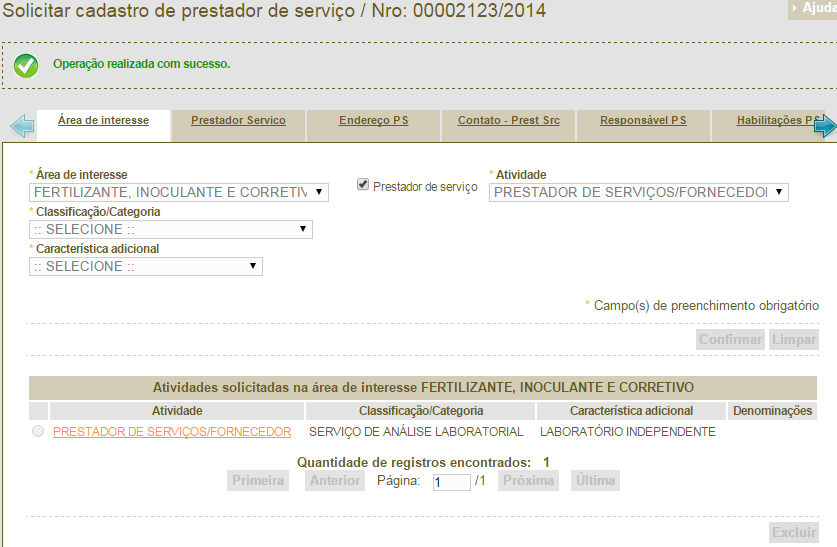 Solicitar cadastro de prestador de serviço / Nro: 00002123/2014
Ajuda
Operação realizada com sucesso.
Área de interesse Prestador Servico Endereço PS Contato - Prest Src Responsável PS Habilitações PS
* Área de interesse
FERTILIZANTE, INOCULANTE E CORRETIV
Prestador de serviço
* Atividade
PRESTADOR DE SERVIÇOS/FORNECEDOR
* Classificação/Categoria
:: SELECIONE ::
* Característica adicional
:: SELECIONE ::
* Campo(s) de preenchimento obrigatório
Confirmar Limpar
Atividades solicitadas na área de interesse FERTILIZANTE, INOCULANTE E CORRETIVO
Atividade Classificação/Categoria Característica adicional Denominações
PRESTADOR DE SERVIÇOS/FORNECEDOR SERVIÇO DE ANÁLISE LABORATORIAL LABORATÓRIO INDEPENDENTE
Quantidade de registros encontrados: 1
Primeira Anterior Página: 1 /1 Próxima Última
Excluir